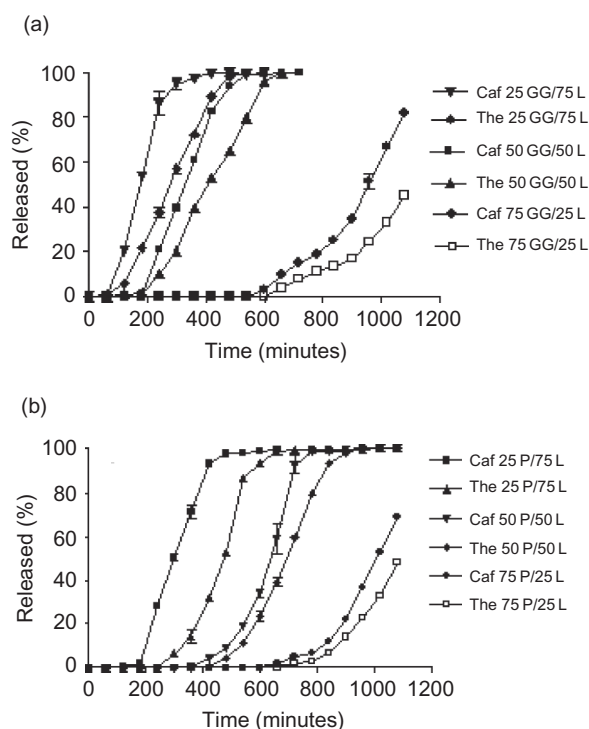 (a)
100
80
60
40
20
0
Released (%)
0 200 400 600 800 1000 1200
Time (minutes)
Caf 25 GG/75 L
The 25 GG/75 L
Caf 50 GG/50 L
The 50 GG/50 L
Caf 75 GG/25 L
The 75 GG/25 L
(b)
100
80
60
40
20
0
Released (%)
0 200 400 600 800 1000 1200
Time (minutes)
Caf 25 P/75 L
The 25 P/75 L
Caf 50 P/50 L
The 50 P/50 L
Caf 75 P/25 L
The 75 P/25 L